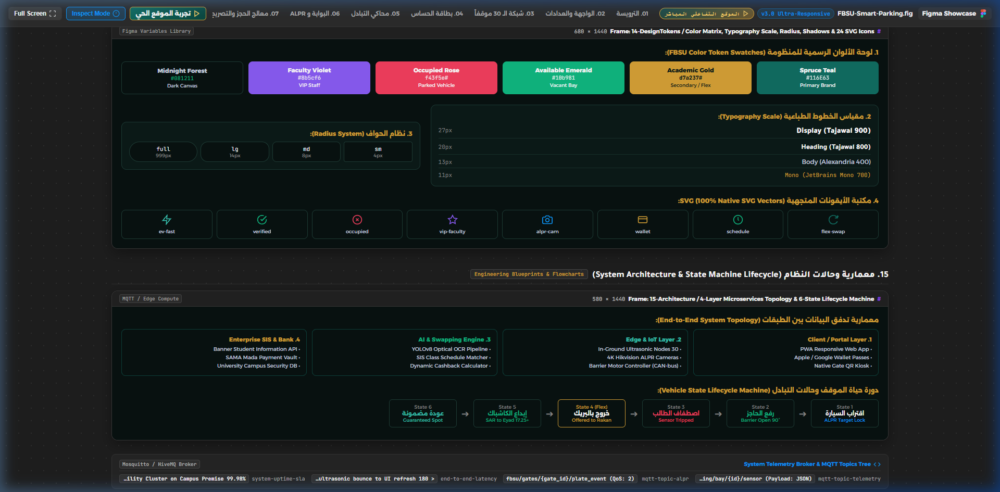 Figma Showcase
FBSU-Smart-Parking.fig
v3.0 Ultra-Responsive
الموقع التفاعلي المباشر
01. الترويسة
02. الواجهة والعدادات
03. شبكة الـ 30 موقفاً
04. بطاقة الحساس
05. محاكي التبادل
06. البوابة و ALPR
07. معالج الحجز والتصريح
تجربة الموقع الحي
Inspect Mode
Full Screen
# Frame: 14-DesignTokens / Color Matrix, Typography Scale, Radius, Shadows & 24 SVG Icons 1440 × 680
Figma Variables Library
1. لوحة الألوان الرسمية للمنظومة (FBSU Color Token Swatches):
Spruce Teal
#116E63
Primary Brand
Academic Gold
d7a237#
Secondary / Flex
Available Emerald
#10b981
Vacant Bay
Occupied Rose
f43f5e#
Parked Vehicle
Faculty Violet
#8b5cf6
VIP Staff
Midnight Forest
#081211
Dark Canvas
2. مقياس الخطوط الطباعية (Typography Scale):
Display (Tajawal 900) 27px
Heading (Tajawal 800) 20px
Body (Alexandria 400) 13px
Mono (JetBrains Mono 700) 11px
3. نظام الحواف (Radius System):
sm
4px
md
8px
lg
14px
full
999px
4. مكتبة الأيقونات المتجهية SVG (100% Native SVG Vectors):
flex-swap
schedule
wallet
alpr-cam
vip-faculty
occupied
verified
ev-fast
15. معمارية وحالات النظام (System Architecture & State Machine Lifecycle)
Engineering Blueprints & Flowcharts
# Frame: 15-Architecture / 4-Layer Microservices Topology & 6-State Lifecycle Machine 1440 × 580
MQTT / Edge Compute
معمارية تدفق البيانات بين الطبقات (End-to-End System Topology):
1. Client / Portal Layer
• PWA Responsive Web App
• Apple / Google Wallet Passes
• Native Gate QR Kiosk
2. Edge & IoT Layer
• In-Ground Ultrasonic Nodes 30
• 4K Hikvision ALPR Cameras
• Barrier Motor Controller (CAN-bus)
3. AI & Swapping Engine
• YOLOv8 Optical OCR Pipeline
• SIS Class Schedule Matcher
• Dynamic Cashback Calculator
4. Enterprise SIS & Bank
• Banner Student Information API
• SAMA Mada Payment Vault
• University Campus Security DB
دورة حياة الموقف وحالات التبادل (Vehicle State Lifecycle Machine):
State 1
اقتراب السيارة
ALPR Target Lock
→
State 2
رفع الحاجز
Barrier Open 90°
→
State 3
اصطفاف الطالب
Sensor Tripped
→
State 4 (Flex)
خروج بالبريك
Offered to Rakan
→
State 5
إيداع الكاشباك
SAR to Eyad 17.25+
→
State 6
عودة مضمونة
Guaranteed Spot
System Telemetry Broker & MQTT Topics Tree
Mosquitto / HiveMQ Broker
mqtt-topic-telemetry …ing/bay/{id}/sensor (Payload: JSON)
mqtt-topic-alpr fbsu/gates/{gate_id}/plate_event (QoS: 2)
end-to-end-latency …ultrasonic bounce to UI refresh 180 >
system-uptime-sla …ility Cluster on Campus Premise 99.98%